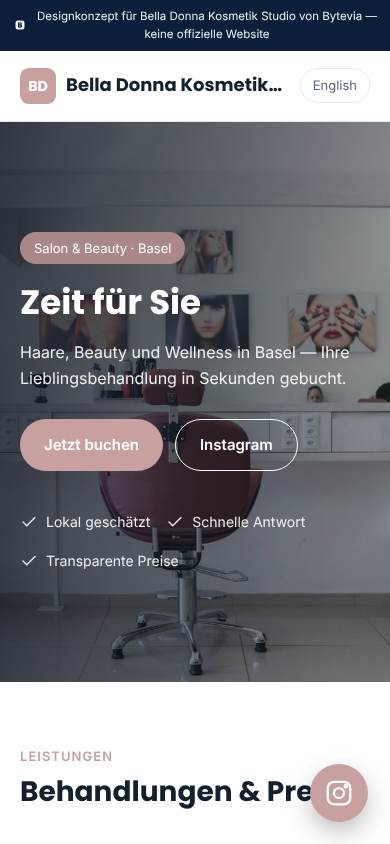 Designkonzept für Bella Donna Kosmetik Studio von Bytevia —
keine offizielle Website
BD
Bella Donna Kosmetik...
English
Salon & Beauty · Basel
Zeit für Sie
Haare, Beauty und Wellness in Basel — Ihre
Lieblingsbehandlung in Sekunden gebucht.
Jetzt buchen
Instagram
Lokal geschätzt
Schnelle Antwort
Transparente Preise
LEISTUNGEN
Behandlungen & Pre